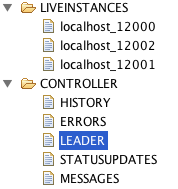 LIVEINSTANCES
localhost_12000
localhost_12002
localhost_12001
CONTROLLER
HISTORY
ERRORS
LEADER
STATUSUPDATES
MESSAGES